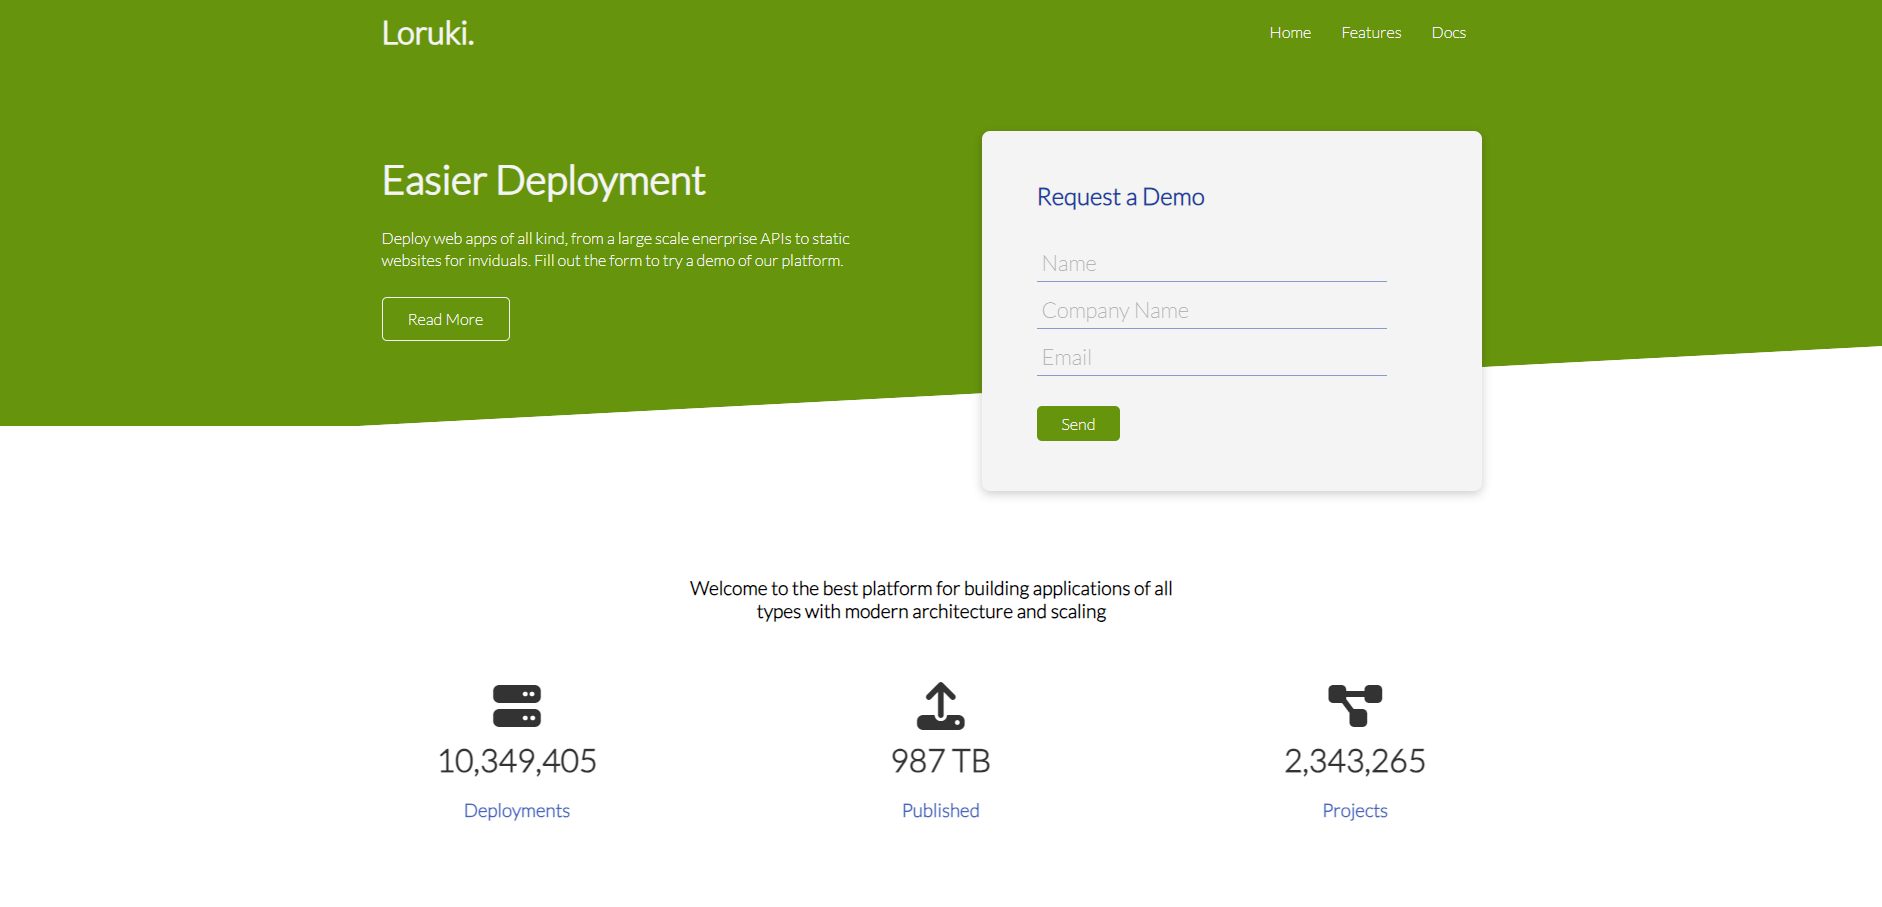 Loruki.
Home Features Docs
Easier Deployment
Deploy web apps of all kind, from a large scale enerprise APIs to static
websites for inviduals. Fill out the form to try a demo of our platform.
Read More
Request a Demo
Name
Company Name
Email
Send
Welcome to the best platform for building applications of all
types with modern architecture and scaling
10,349,405
Deployments
987 TB
Published
2,343,265
Projects